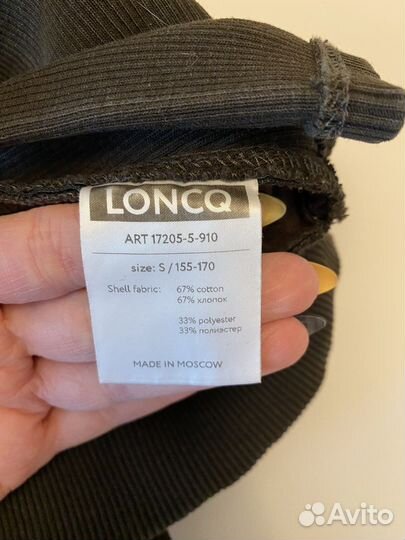 LONCQ
ART 17205-5-910
size: S / 155-170
Shell fabric: 67% cotton
67% хлопок
33% polyester
33% полиэстер
MADE IN MOSCOW
Avito